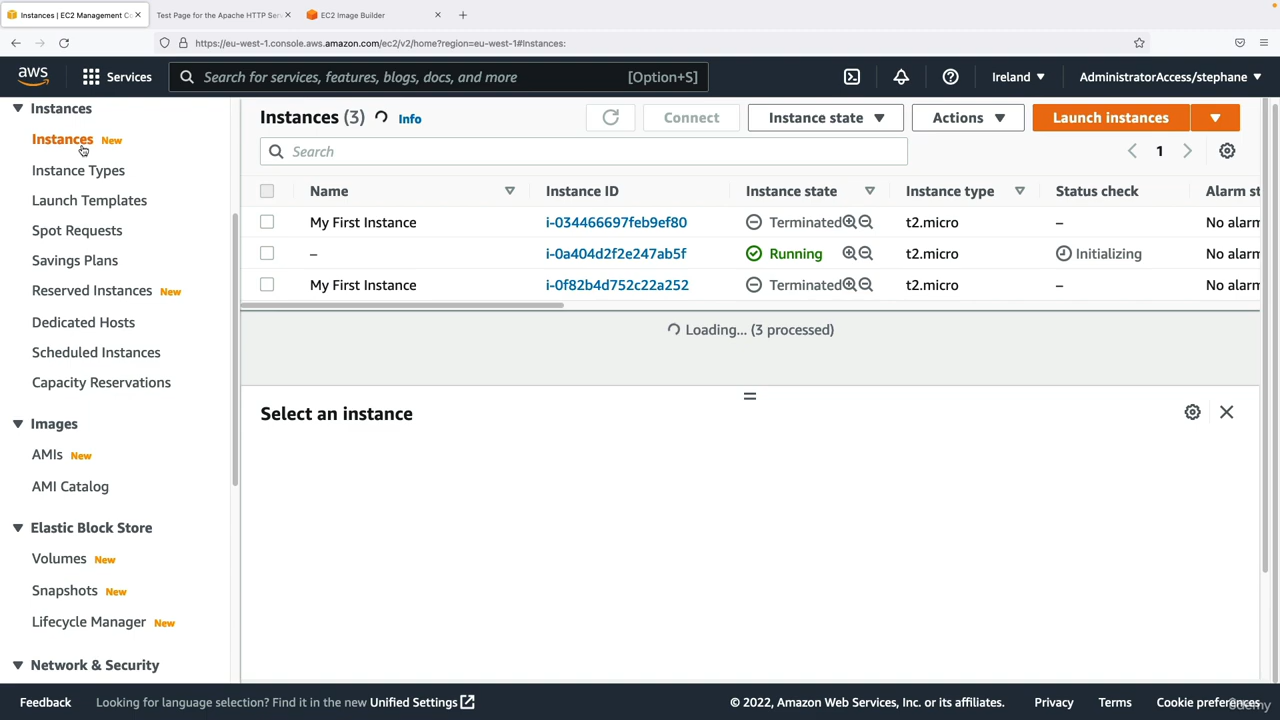 Instances | EC2 Management C
Test Page for the Apache HTTP Ser
EC2 Image Builder
https://eu-west-1.console.aws.amazon.com/ec2/v2/home?region=eu-west-1#Instances:
aws
Services
Search for services, features, blogs, docs, and more
[Option+S]
Ireland
AdministratorAccess/stephane
Instances
Instances New
Instance Types
Launch Templates
Spot Requests
Savings Plans
Reserved Instances New
Dedicated Hosts
Scheduled Instances
Capacity Reservations
Images
AMIs New
AMI Catalog
Elastic Block Store
Volumes New
Snapshots New
Lifecycle Manager New
Network & Security
Instances (3) Info
Connect
Instance state
Actions
Launch instances
Search
1
Name Instance ID Instance state Instance type Status check Alarm st
My First Instance i-034466697feb9ef80 Terminated t2.micro – No alarm
– i-0a404d2f2e247ab5f Running t2.micro Initializing No alarm
My First Instance i-0f82b4d752c22a252 Terminated t2.micro – No alarm
Loading... (3 processed)
Select an instance
Feedback
Looking for language selection? Find it in the new Unified Settings
© 2022, Amazon Web Services, Inc. or its affiliates.
Privacy
Terms
Cookie preferences
Udemy